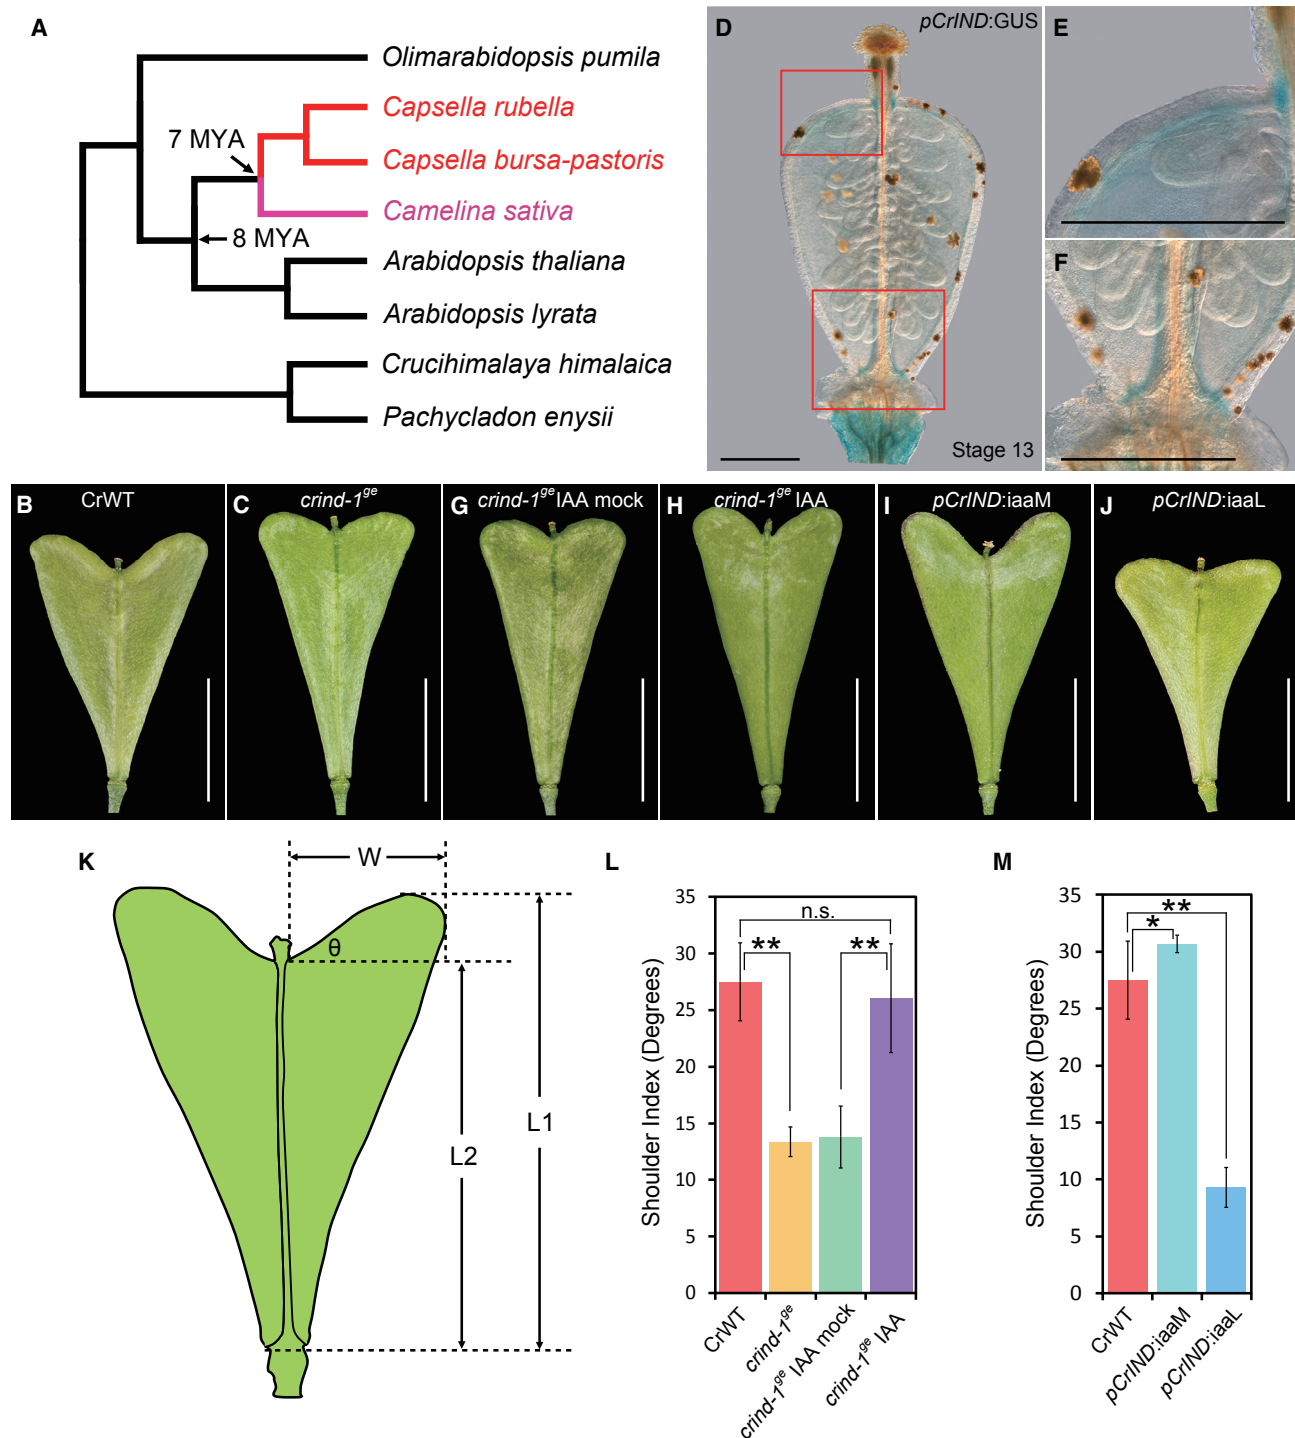 A
Olimarabidopsis pumila
Capsella rubella
7 MYA
Capsella bursa-pastoris
Camelina sativa
8 MYA
Arabidopsis thaliana
Arabidopsis lyrata
Crucihimalaya himalaica
Pachycladon enysii
D
pCrIND:GUS
Stage 13
E
F
B
CrWT
C
crind-1ge
G
crind-1ge IAA mock
H
crind-1ge IAA
I
pCrIND:iaaM
J
pCrIND:iaaL
K
W
θ
L2
L1
L
Shoulder Index (Degrees)
35
30
25
20
15
10
5
0
n.s.
**
**
CrWT
crind-1ge
crind-1ge IAA mock
crind-1ge IAA
M
Shoulder Index (Degrees)
35
30
25
20
15
10
5
0
**
*
CrWT
pCrIND:iaaM
pCrIND:iaaL